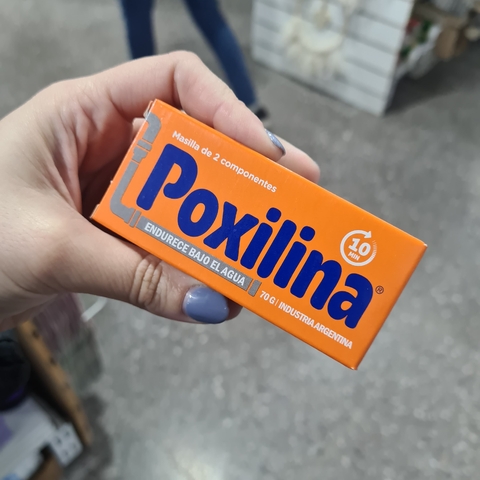 Masilla de 2 componentes
Poxilina®
10
MIN
ENDURECE BAJO EL AGUA
70 G | INDUSTRIA ARGENTINA